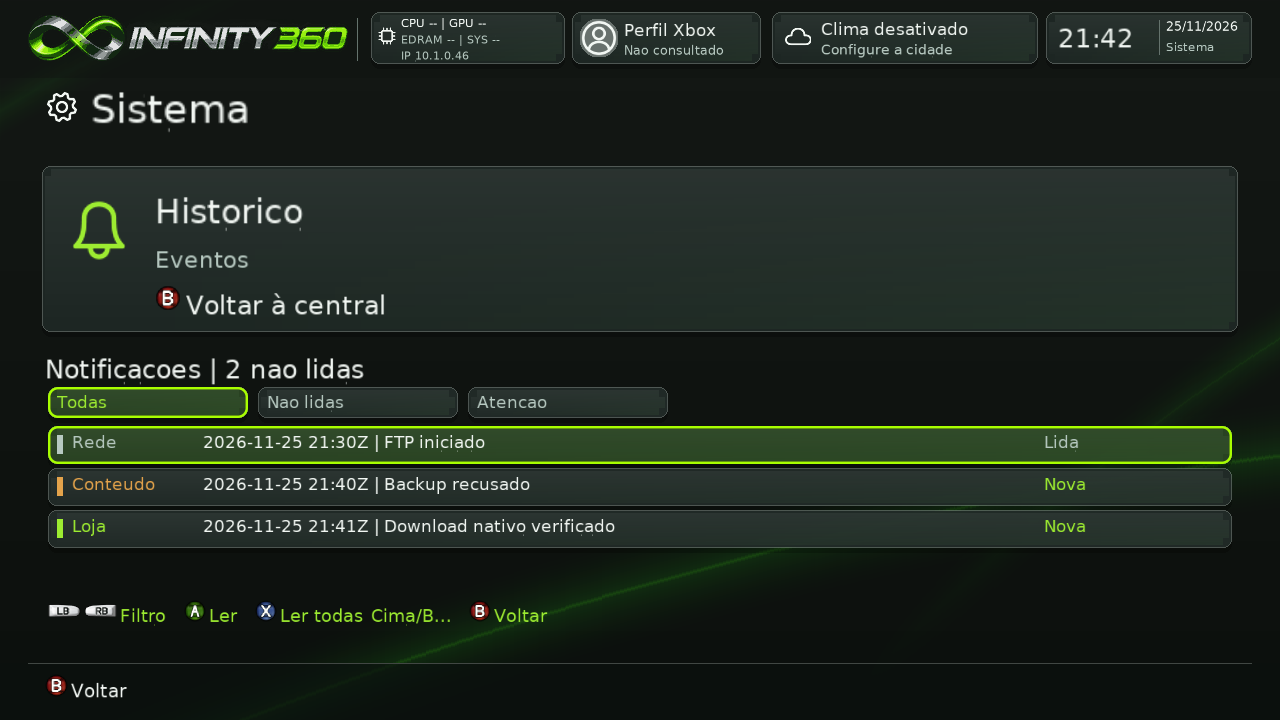 INFINITY 360
CPU -- | GPU --
EDRAM -- | SYS --
IP 10.1.0.46
Perfil Xbox
Nao consultado
Clima desativado
Configure a cidade
21:42
25/11/2026
Sistema
Sistema
Historico
Eventos
B Voltar à central
Notificacoes | 2 nao lidas
Todas Nao lidas Atencao
Rede 2026-11-25 21:30Z | FTP iniciado Lida
Conteudo 2026-11-25 21:40Z | Backup recusado Nova
Loja 2026-11-25 21:41Z | Download nativo verificado Nova
LB RB Filtro A Ler X Ler todas Cima/B... B Voltar
B Voltar